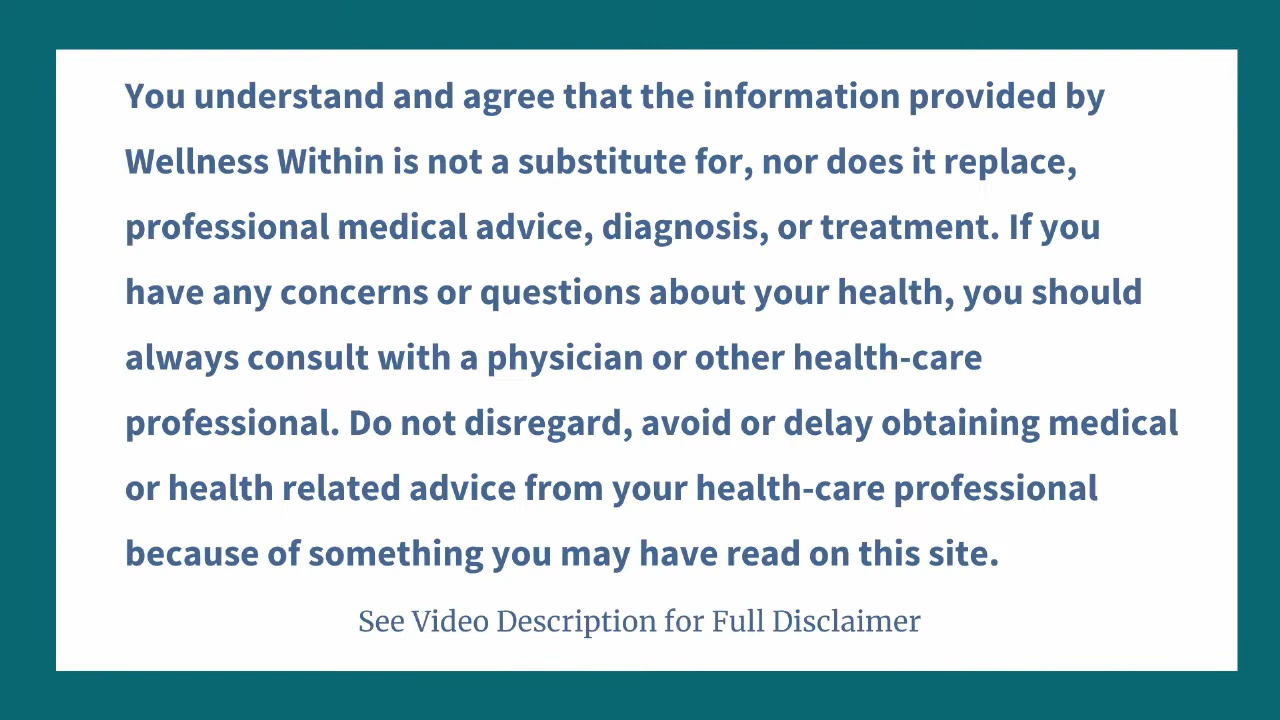 You understand and agree that the information provided by
Wellness Within is not a substitute for, nor does it replace,
professional medical advice, diagnosis, or treatment. If you
have any concerns or questions about your health, you should
always consult with a physician or other health-care
professional. Do not disregard, avoid or delay obtaining medical
or health related advice from your health-care professional
because of something you may have read on this site.
See Video Description for Full Disclaimer